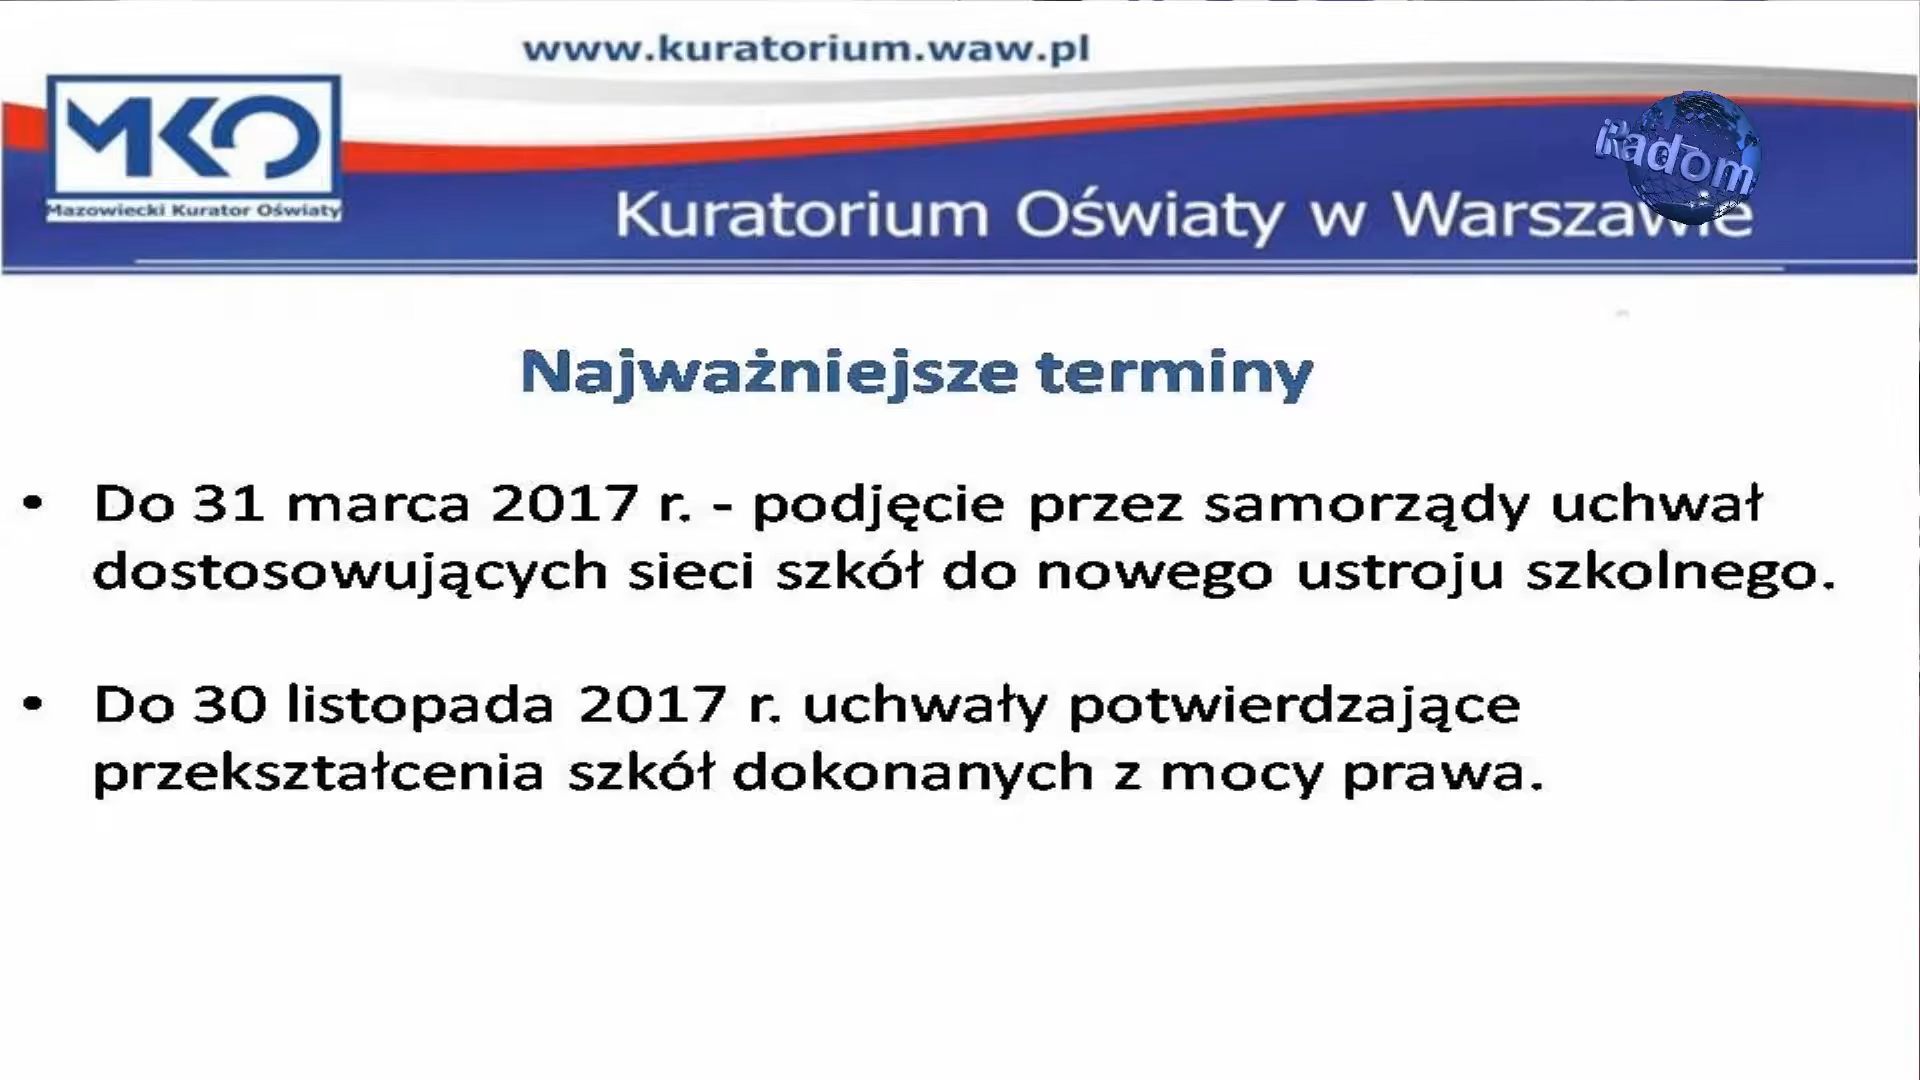 www.kuratorium.waw.pl
MKO
Mazowiecki Kurator Oświaty
iRadom
Kuratorium Oświaty w Warszawie
Najważniejsze terminy
• Do 31 marca 2017 r. - podjęcie przez samorządy uchwał
dostosowujących sieci szkół do nowego ustroju szkolnego.
• Do 30 listopada 2017 r. uchwały potwierdzające
przekształcenia szkół dokonanych z mocy prawa.